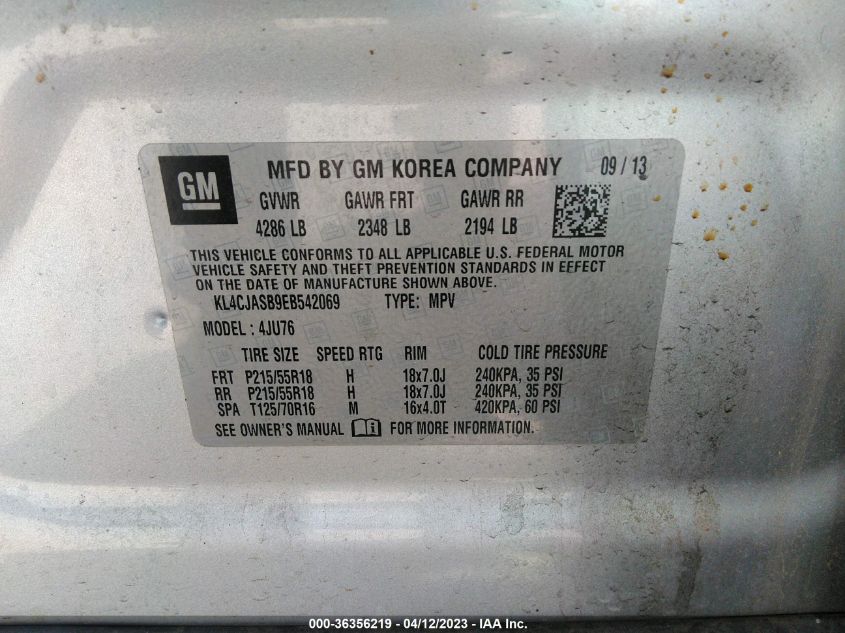 GM MFD BY GM KOREA COMPANY 09 / 13
GVWR GAWR FRT GAWR RR
4286 LB 2348 LB 2194 LB
THIS VEHICLE CONFORMS TO ALL APPLICABLE U.S. FEDERAL MOTOR
VEHICLE SAFETY AND THEFT PREVENTION STANDARDS IN EFFECT
ON THE DATE OF MANUFACTURE SHOWN ABOVE.
KL4CJASB9EB542069 TYPE: MPV
MODEL : 4JU76
TIRE SIZE SPEED RTG RIM COLD TIRE PRESSURE
FRT P215/55R18 H 18x7.0J 240KPA, 35 PSI
RR P215/55R18 H 18x7.0J 240KPA, 35 PSI
SPA T125/70R16 M 16x4.0T 420KPA, 60 PSI
SEE OWNER'S MANUAL FOR MORE INFORMATION.
000-36356219 - 04/12/2023 - IAA Inc.